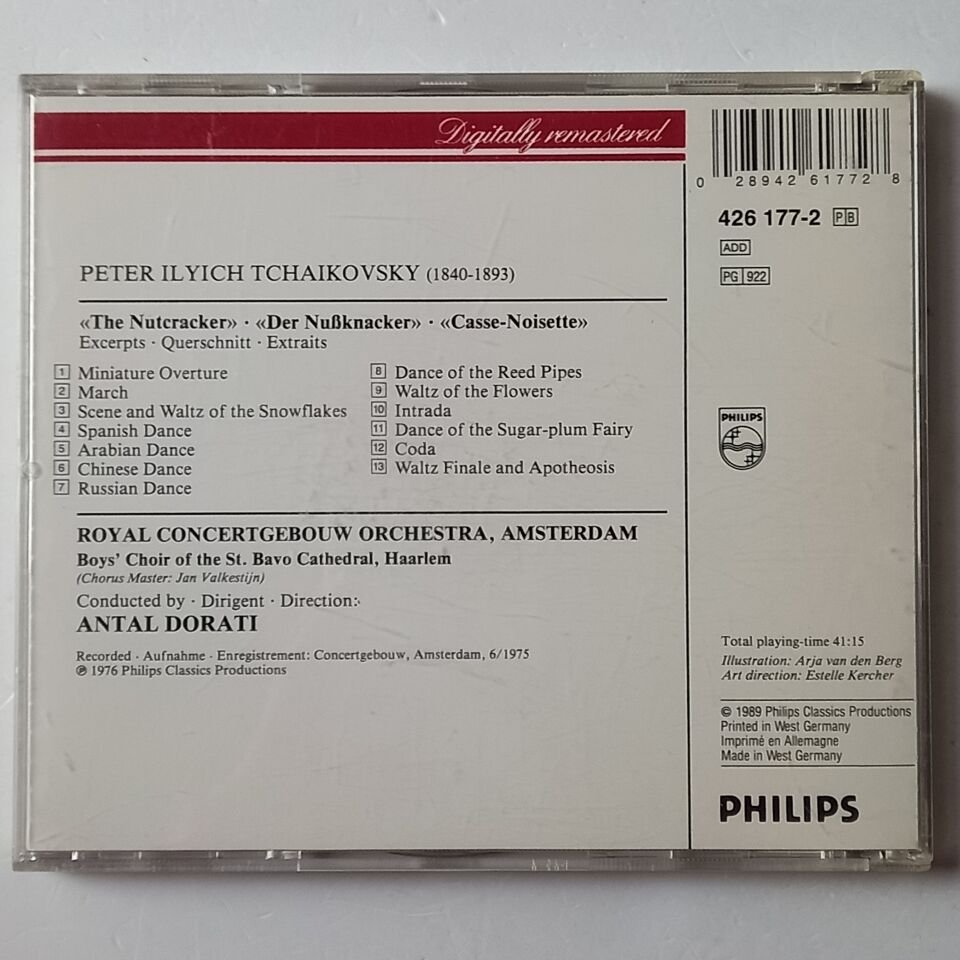 Digitally remastered
0 28942 61772 8
426 177-2 PB
ADD
PG 922
PETER ILYICH TCHAIKOVSKY (1840-1893)
«The Nutcracker» · «Der Nußknacker» · «Casse-Noisette»
Excerpts · Querschnitt · Extraits
1 Miniature Overture
2 March
3 Scene and Waltz of the Snowflakes
4 Spanish Dance
5 Arabian Dance
6 Chinese Dance
7 Russian Dance
8 Dance of the Reed Pipes
9 Waltz of the Flowers
10 Intrada
11 Dance of the Sugar-plum Fairy
12 Coda
13 Waltz Finale and Apotheosis
ROYAL CONCERTGEBOUW ORCHESTRA, AMSTERDAM
Boys' Choir of the St. Bavo Cathedral, Haarlem
(Chorus Master: Jan Valkestijn)
Conducted by · Dirigent · Direction:
ANTAL DORATI
Recorded · Aufnahme · Enregistrement: Concertgebouw, Amsterdam, 6/1975
℗ 1976 Philips Classics Productions
PHILIPS
Total playing-time 41:15
Illustration: Arja van den Berg
Art direction: Estelle Kercher
© 1989 Philips Classics Productions
Printed in West Germany
Imprimé en Allemagne
Made in West Germany
PHILIPS